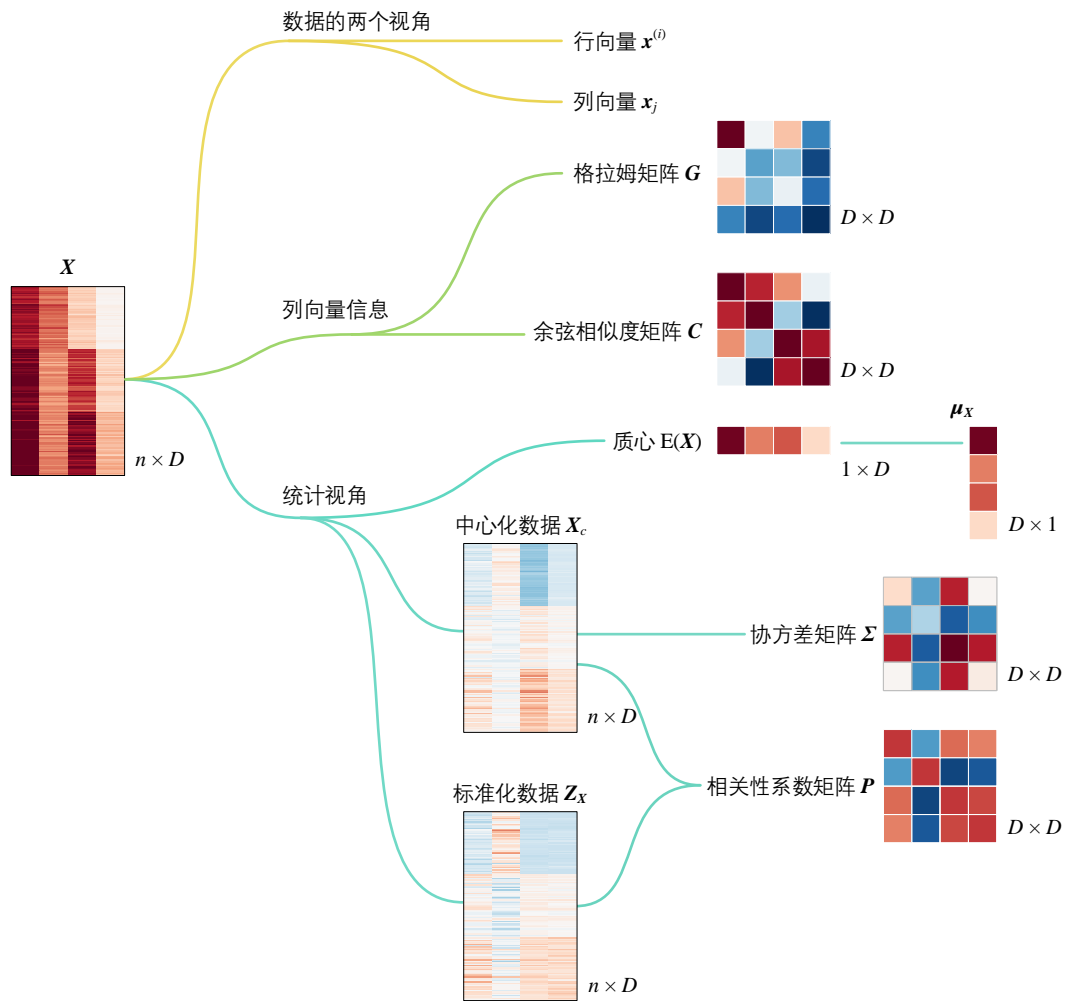 数据的两个视角
行向量 x^(i)
列向量 x_j
格拉姆矩阵 G
D × D
X
列向量信息
余弦相似度矩阵 C
D × D
n × D
质心 E(X)
1 × D
μ_X
D × 1
统计视角
中心化数据 X_c
n × D
协方差矩阵 Σ
D × D
标准化数据 Z_X
n × D
相关性系数矩阵 P
D × D